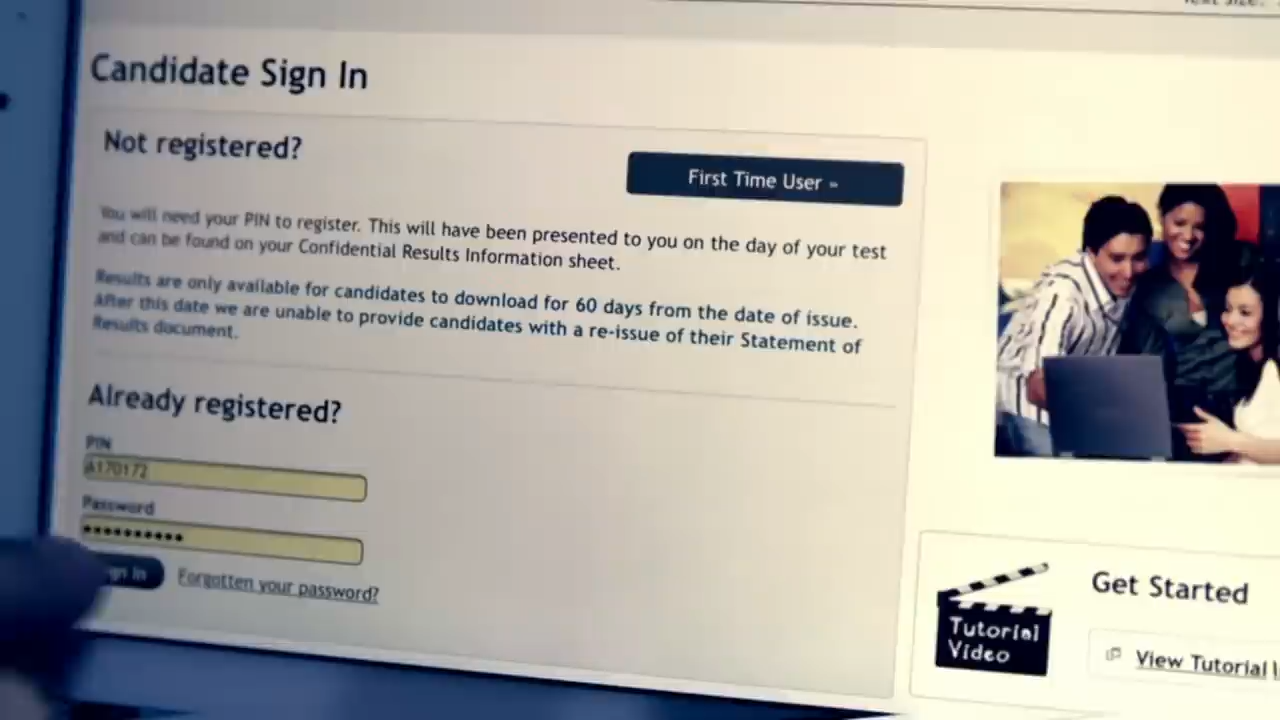 Candidate Sign In
Not registered?
First Time User »
You will need your PIN to register. This will have been presented to you on the day of your test
and can be found on your Confidential Results Information sheet.
Results are only available for candidates to download for 60 days from the date of issue.
After this date we are unable to provide candidates with a re-issue of their Statement of
Results document.
Already registered?
PIN
A170172
Password
Sign In
Forgotten your password?
Get Started
Tutorial
Video
View Tutorial